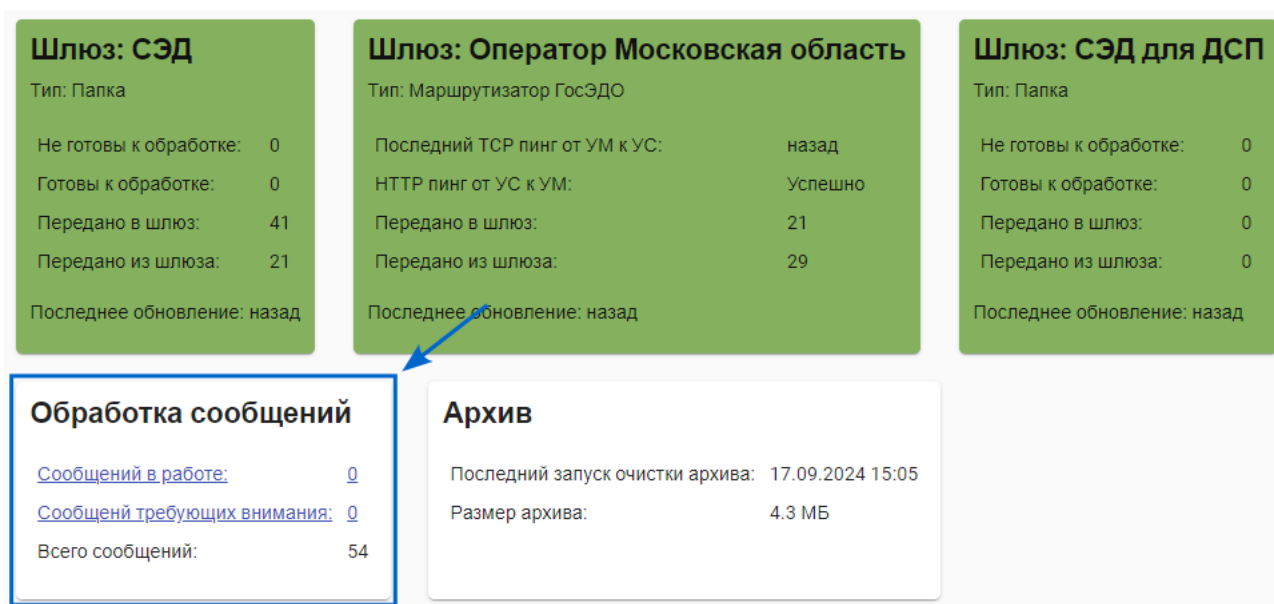 Шлюз: СЭД
Тип: Папка
Не готовы к обработке: 0
Готовы к обработке: 0
Передано в шлюз: 41
Передано из шлюза: 21
Последнее обновление: назад
Шлюз: Оператор Московская область
Тип: Маршрутизатор ГосЭДО
Последний TCP пинг от УМ к УС: назад
HTTP пинг от УС к УМ: Успешно
Передано в шлюз: 21
Передано из шлюза: 29
Последнее обновление: назад
Шлюз: СЭД для ДСП
Тип: Папка
Не готовы к обработке: 0
Готовы к обработке: 0
Передано в шлюз: 0
Передано из шлюза: 0
Последнее обновление: назад
Обработка сообщений
Сообщений в работе: 0
Сообщенй требующих внимания: 0
Всего сообщений: 54
Архив
Последний запуск очистки архива: 17.09.2024 15:05
Размер архива: 4.3 МБ